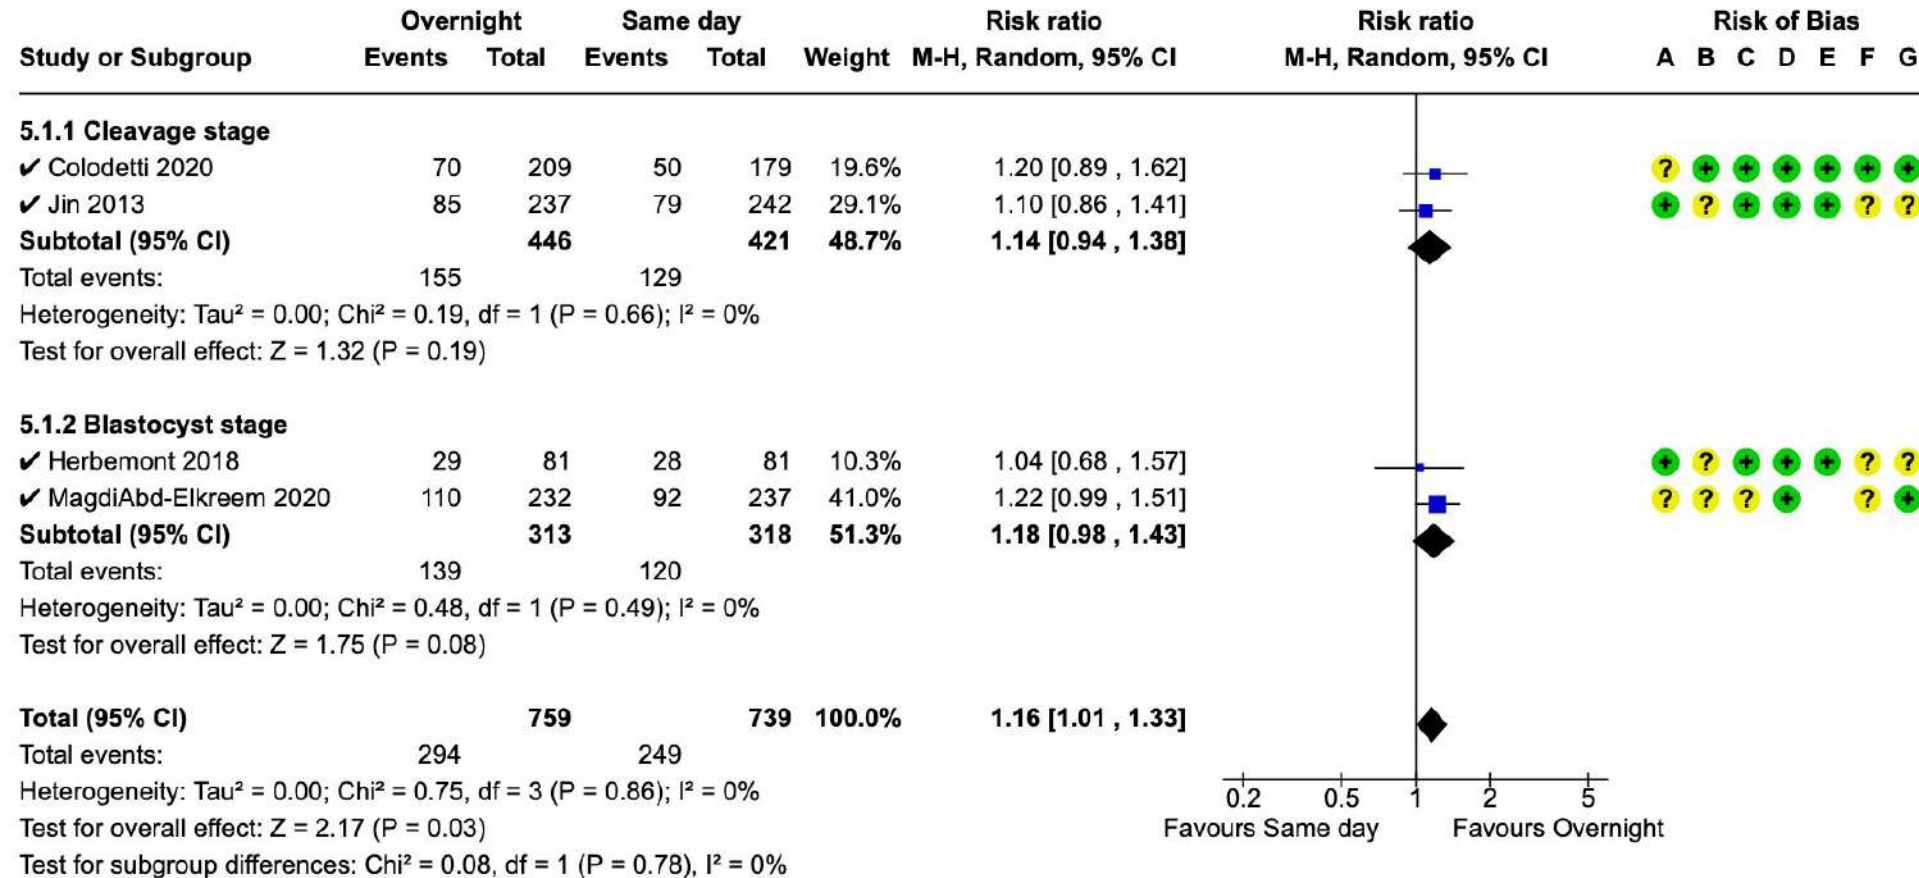 Overnight Same day Risk ratio Risk ratio Risk of Bias
Study or Subgroup Events Total Events Total Weight M-H, Random, 95% CI M-H, Random, 95% CI A B C D E F G
5.1.1 Cleavage stage
✔ Colodetti 2020 70 209 50 179 19.6% 1.20 [0.89 , 1.62] ? + + + + + +
✔ Jin 2013 85 237 79 242 29.1% 1.10 [0.86 , 1.41] + ? + + + ? ?
Subtotal (95% CI) 446 421 48.7% 1.14 [0.94 , 1.38]
Total events: 155 129
Heterogeneity: Tau² = 0.00; Chi² = 0.19, df = 1 (P = 0.66); I² = 0%
Test for overall effect: Z = 1.32 (P = 0.19)
5.1.2 Blastocyst stage
✔ Herbemont 2018 29 81 28 81 10.3% 1.04 [0.68 , 1.57] + ? + + + ? ?
✔ MagdiAbd-Elkreem 2020 110 232 92 237 41.0% 1.22 [0.99 , 1.51] ? ? ? + ? +
Subtotal (95% CI) 313 318 51.3% 1.18 [0.98 , 1.43]
Total events: 139 120
Heterogeneity: Tau² = 0.00; Chi² = 0.48, df = 1 (P = 0.49); I² = 0%
Test for overall effect: Z = 1.75 (P = 0.08)
Total (95% CI) 759 739 100.0% 1.16 [1.01 , 1.33]
Total events: 294 249
Heterogeneity: Tau² = 0.00; Chi² = 0.75, df = 3 (P = 0.86); I² = 0%
0.2 0.5 1 2 5
Test for overall effect: Z = 2.17 (P = 0.03) Favours Same day Favours Overnight
Test for subgroup differences: Chi² = 0.08, df = 1 (P = 0.78), I² = 0%